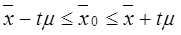 x̄ − tμ ≤ x̄₀ ≤ x̄ + tμ